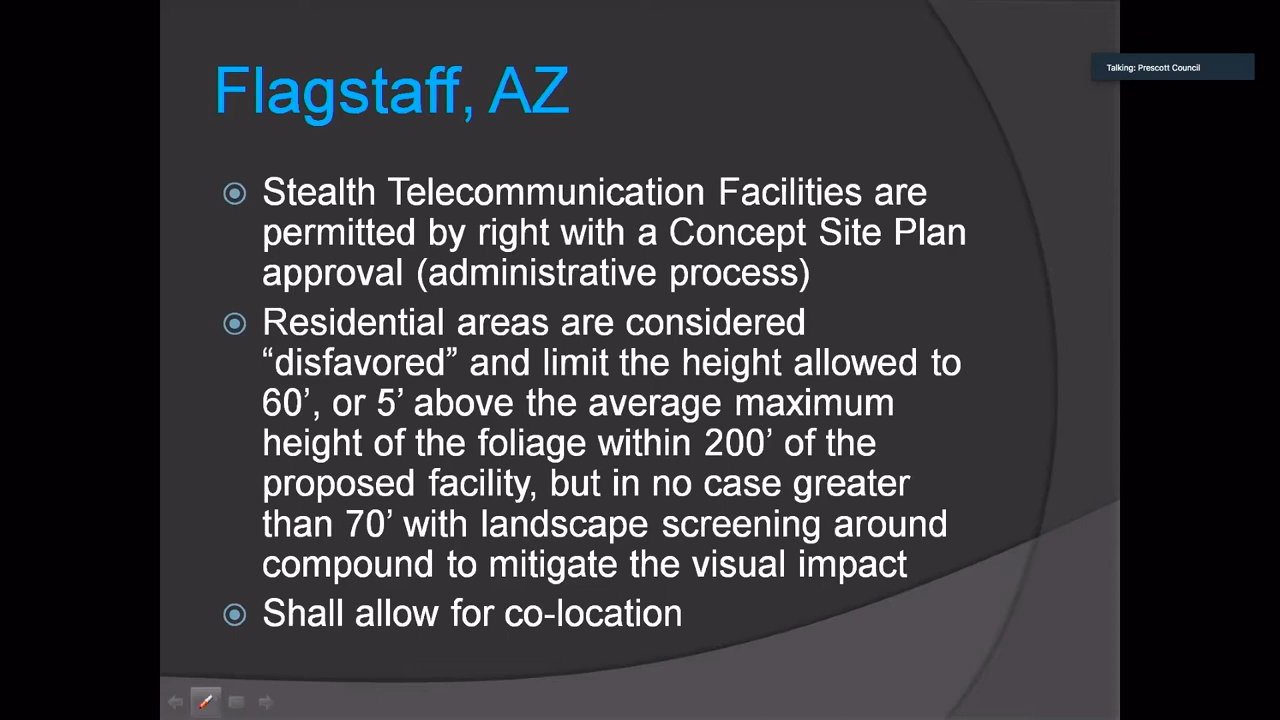 Flagstaff, AZ
Talking: Prescott Council
Stealth Telecommunication Facilities are
permitted by right with a Concept Site Plan
approval (administrative process)
Residential areas are considered
“disfavored” and limit the height allowed to
60’, or 5’ above the average maximum
height of the foliage within 200’ of the
proposed facility, but in no case greater
than 70’ with landscape screening around
compound to mitigate the visual impact
Shall allow for co-location